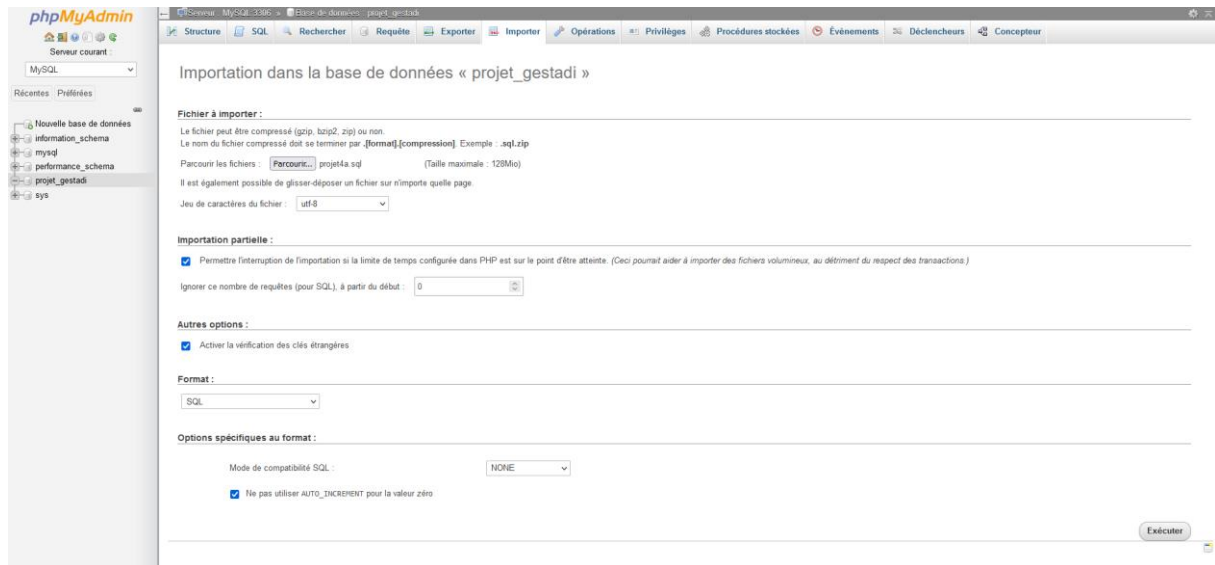 phpMyAdmin
Serveur courant :
MySQL
Récentes Préférées
Nouvelle base de données
information_schema
mysql
performance_schema
projet_gestadi
sys
Serveur : MySQL:3306 » Base de données : projet_gestadi
Structure SQL Rechercher Requête Exporter Importer Opérations Privilèges Procédures stockées Évènements Déclencheurs Concepteur
Importation dans la base de données « projet_gestadi »
Fichier à importer :
Le fichier peut être compressé (gzip, bzip2, zip) ou non.
Le nom du fichier compressé doit se terminer par .[format].[compression]. Exemple : .sql.zip
Parcourir les fichiers : Parcourir... projet4a.sql (Taille maximale : 128Mio)
Il est également possible de glisser-déposer un fichier sur n'importe quelle page.
Jeu de caractères du fichier : utf-8
Importation partielle :
Permettre l'interruption de l'importation si la limite de temps configurée dans PHP est sur le point d'être atteinte. (Ceci pourrait aider à importer des fichiers volumineux, au détriment du respect des transactions.)
Ignorer ce nombre de requêtes (pour SQL), à partir du début : 0
Autres options :
Activer la vérification des clés étrangères
Format :
SQL
Options spécifiques au format :
Mode de compatibilité SQL : NONE
Ne pas utiliser AUTO_INCREMENT pour la valeur zéro
Exécuter